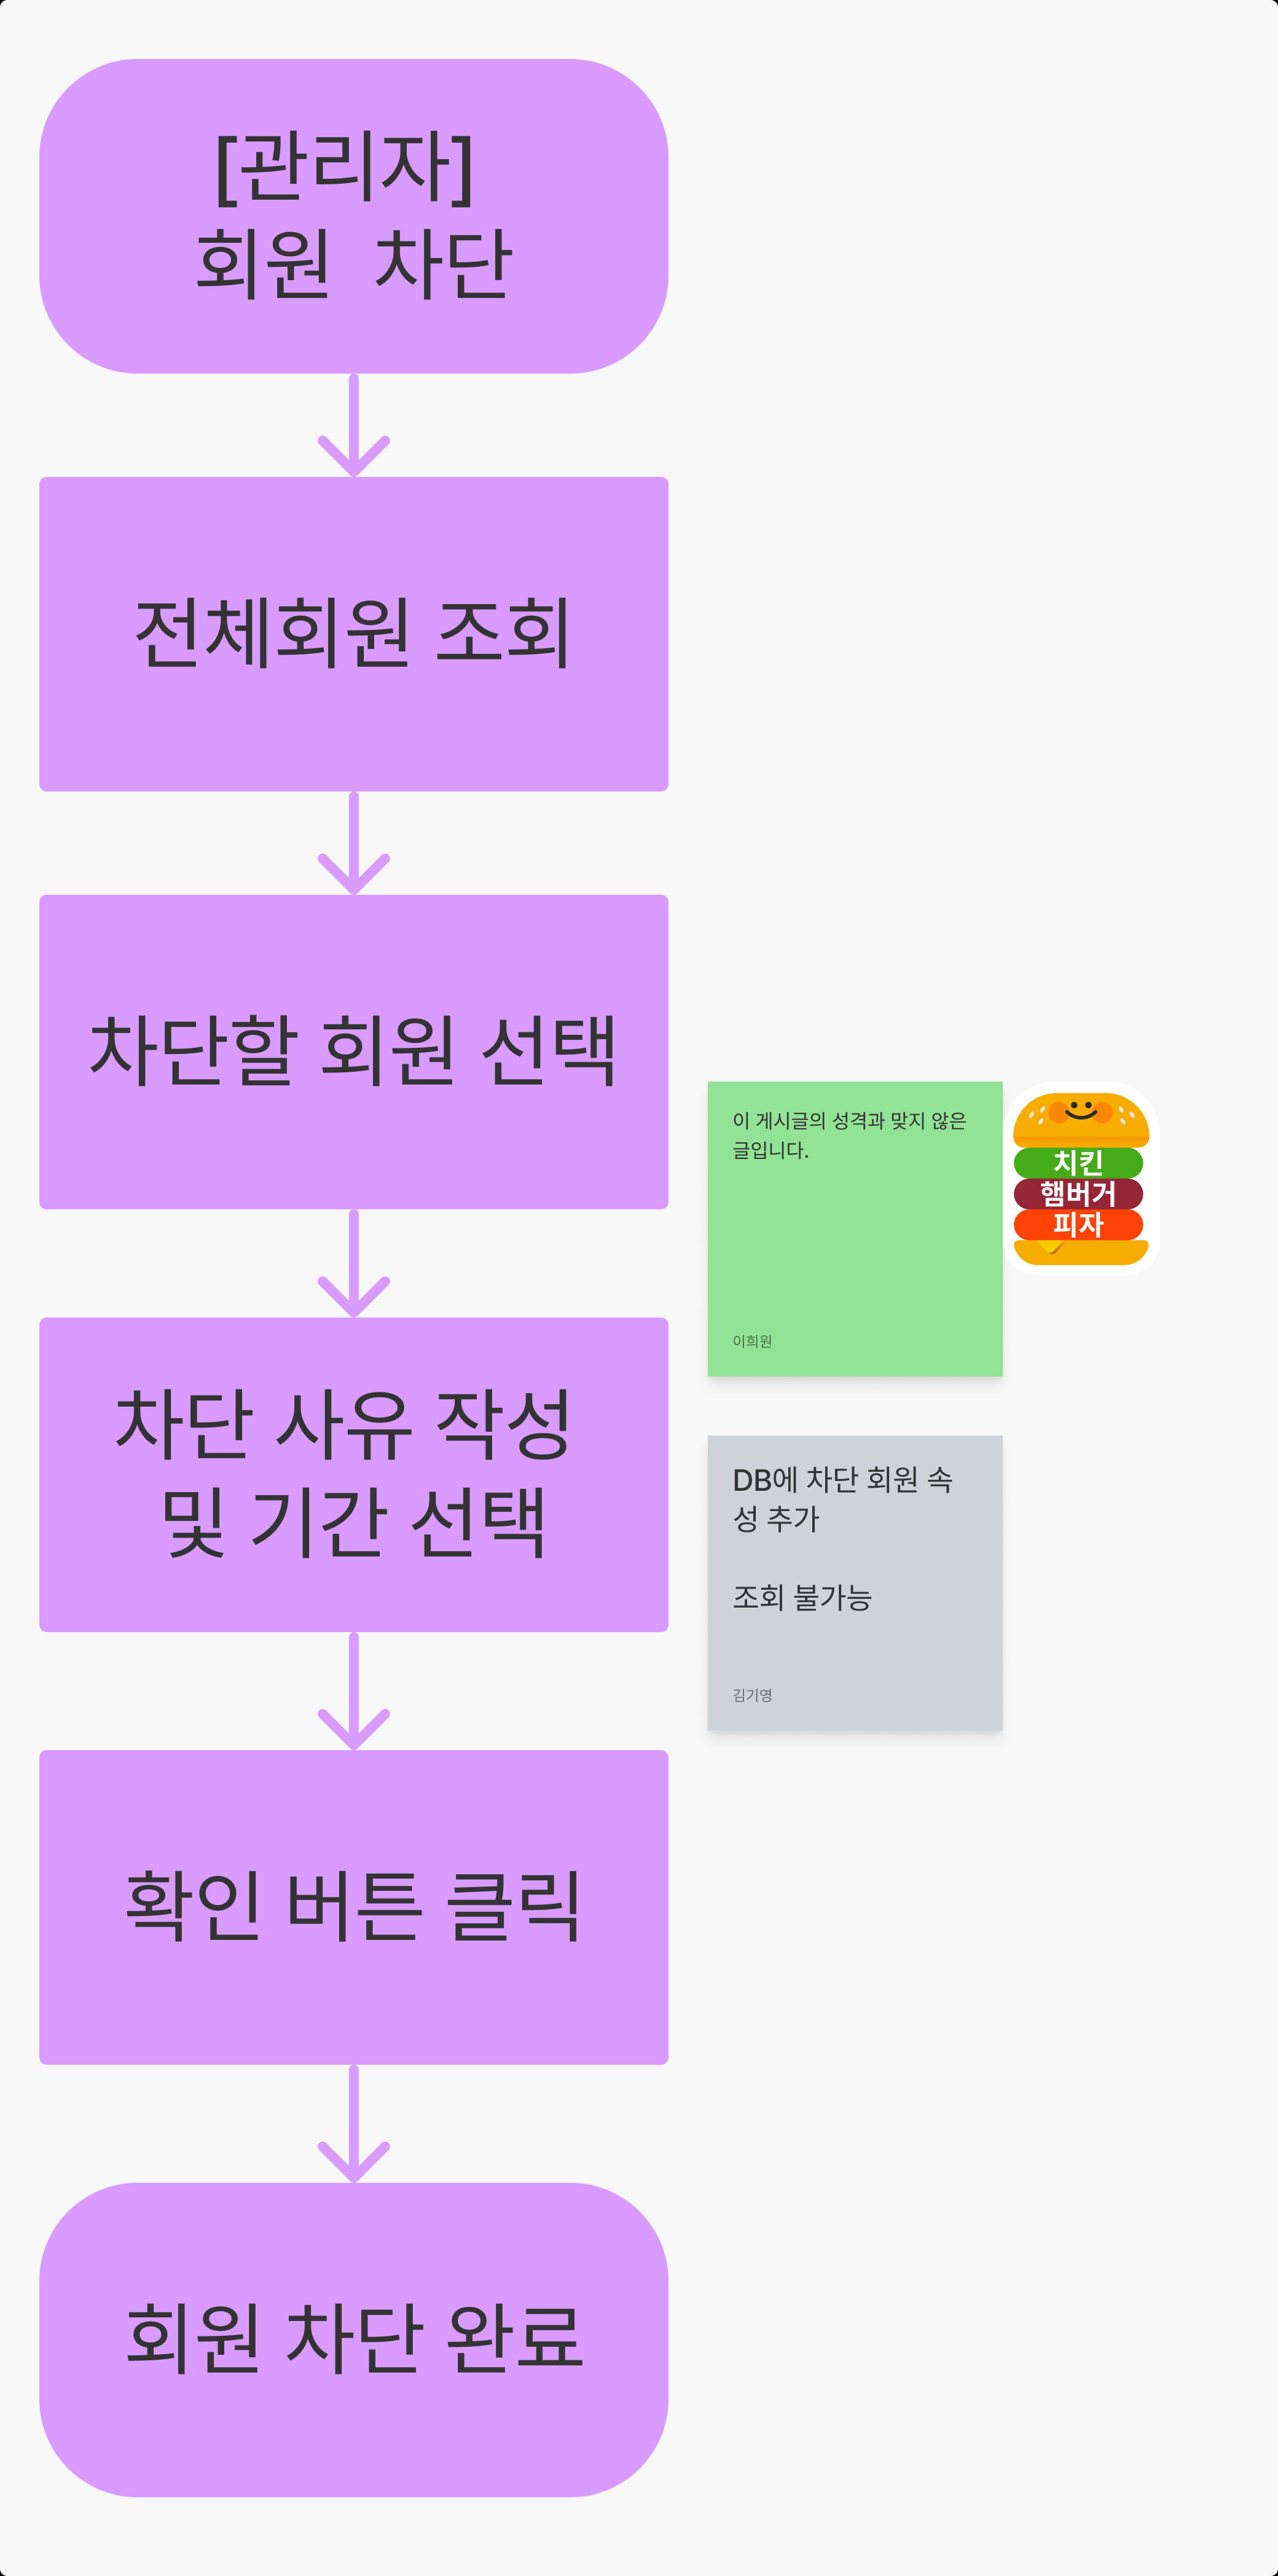 [관리자]
회원  차단
전체회원 조회
차단할 회원 선택
이 게시글의 성격과 맞지 않은
글입니다.
이희원
치킨
햄버거
피자
차단 사유 작성
및 기간 선택
DB에 차단 회원 속
성 추가
조회 불가능
김기영
확인 버튼 클릭
회원 차단 완료